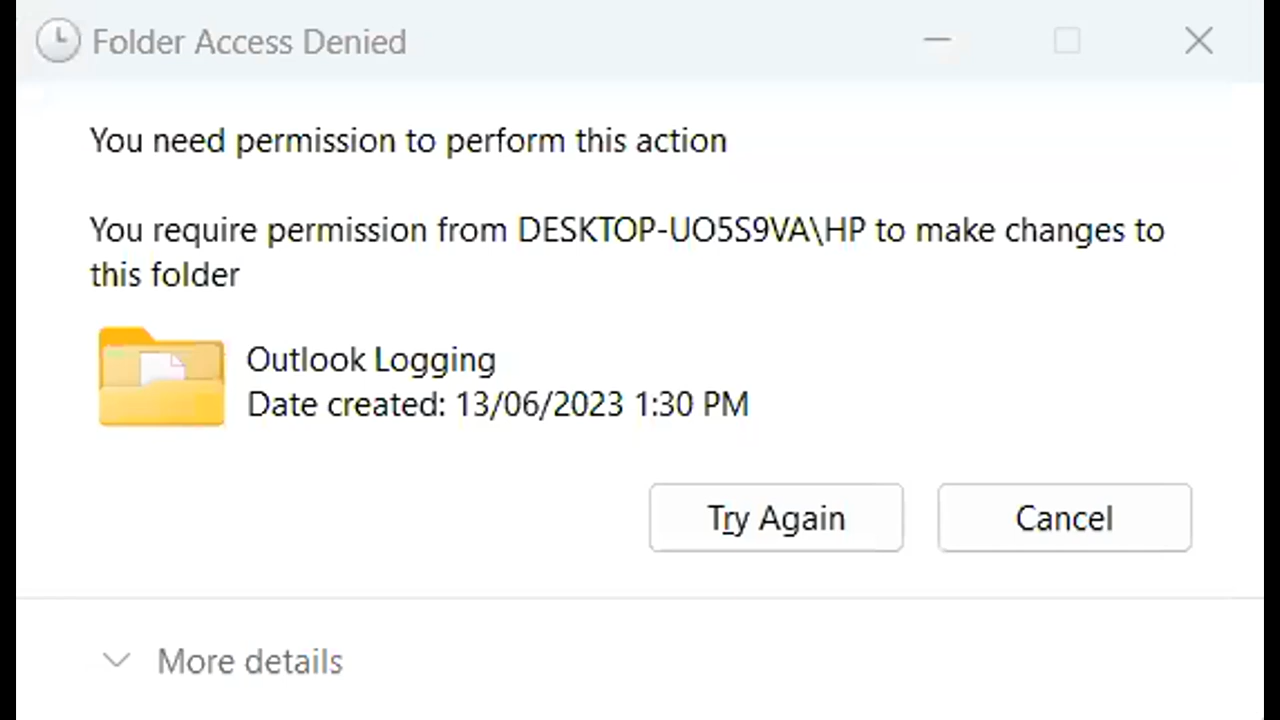 Folder Access Denied
You need permission to perform this action
You require permission from DESKTOP-UO5S9VA\HP to make changes to
this folder
Outlook Logging
Date created: 13/06/2023 1:30 PM
Try Again
Cancel
More details